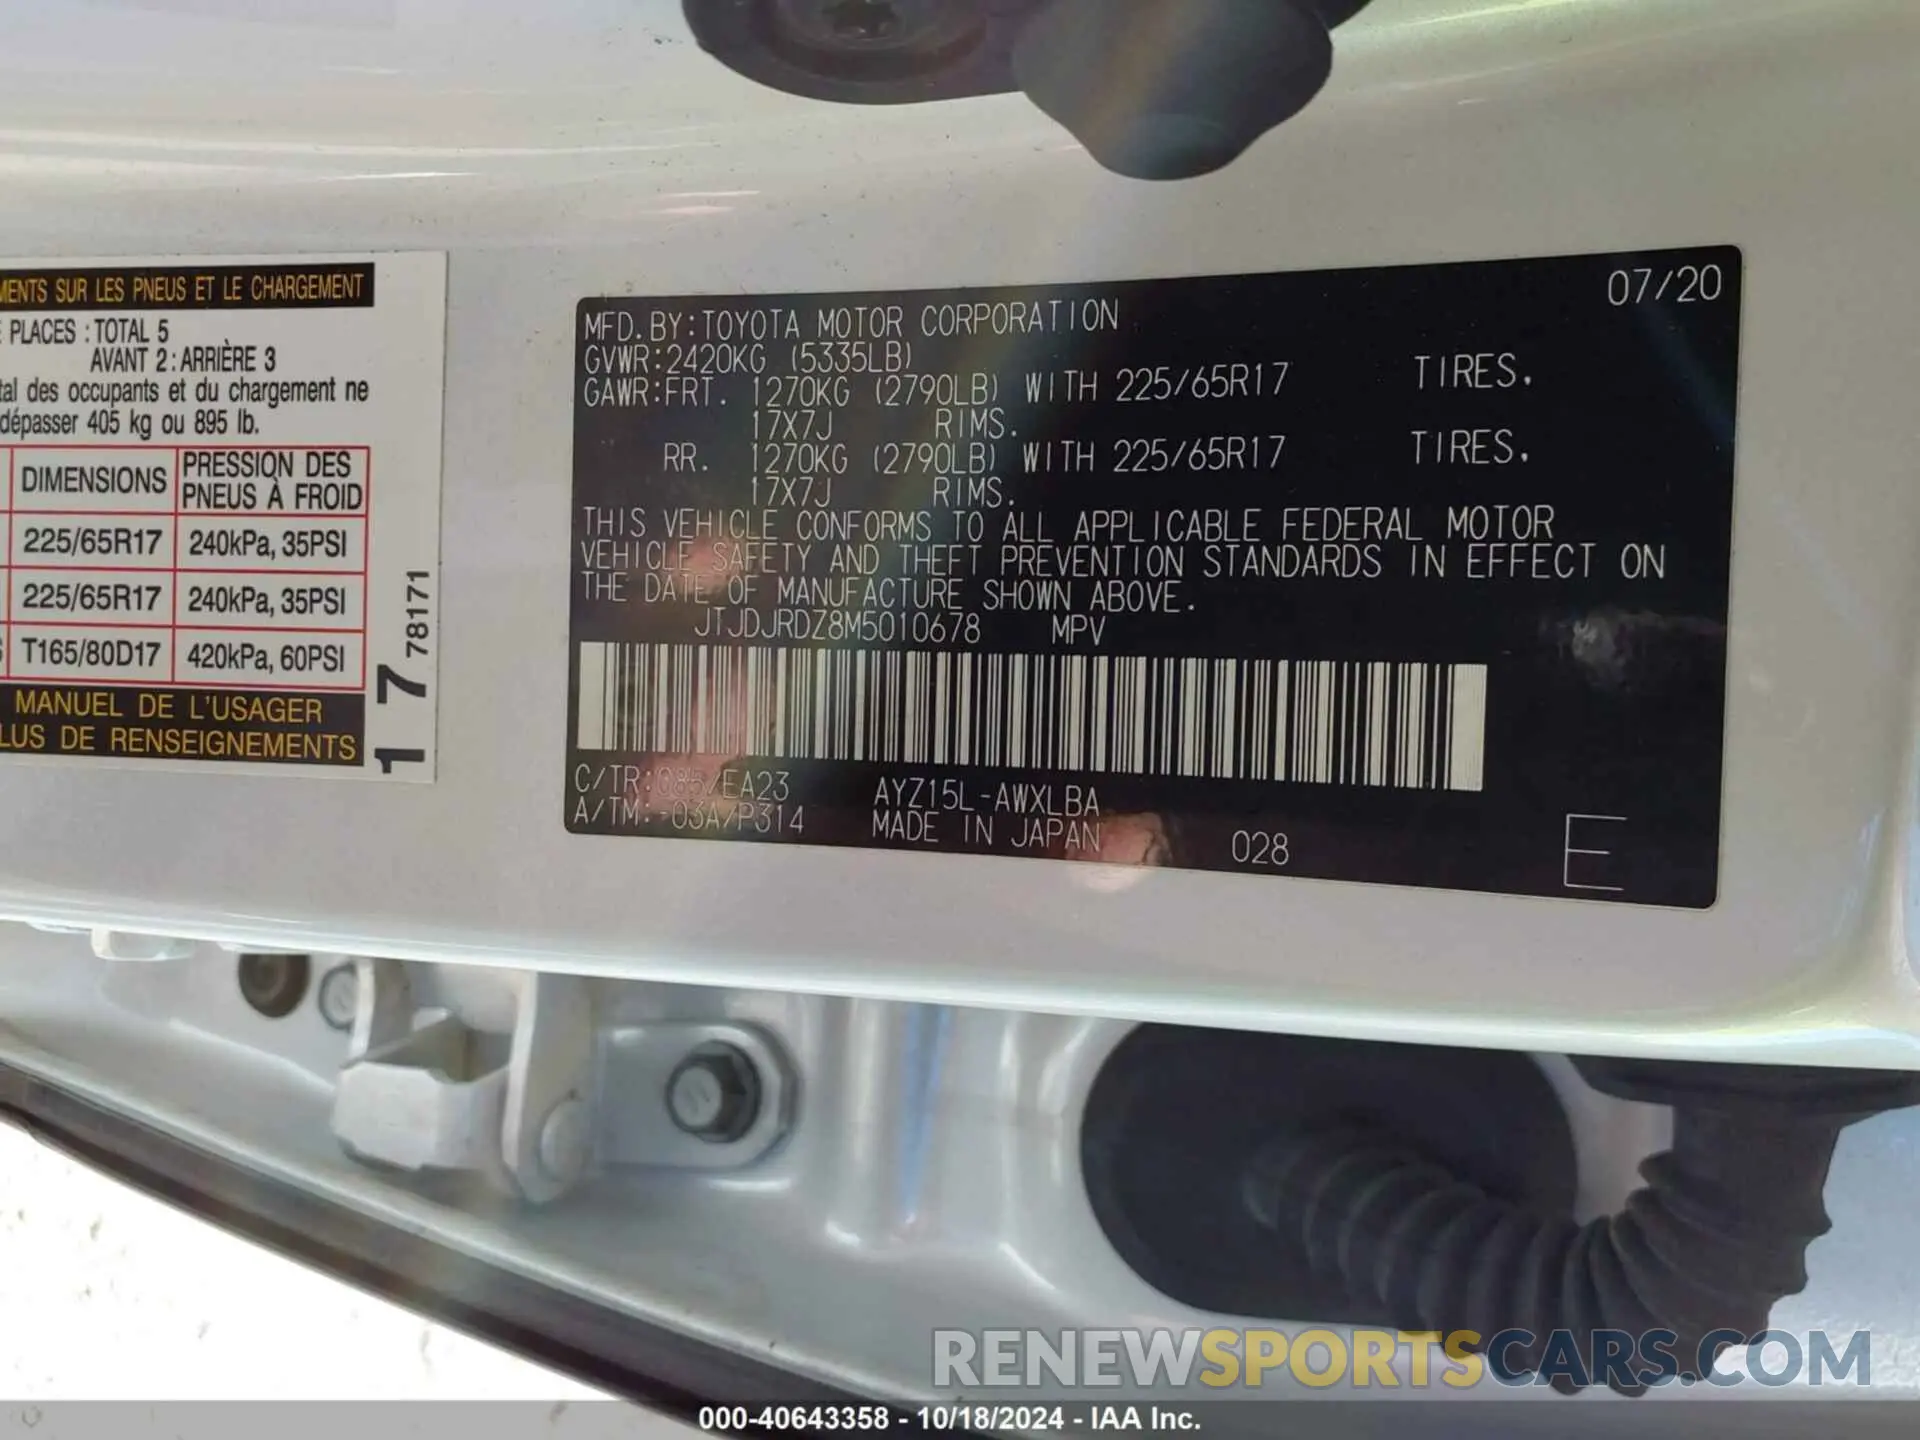 MENTS SUR LES PNEUS ET LE CHARGEMENT
E PLACES : TOTAL 5
AVANT 2 : ARRIÈRE 3
tal des occupants et du chargement ne
dépasser 405 kg ou 895 lb.
DIMENSIONS PRESSION DES PNEUS À FROID
225/65R17 240kPa, 35PSI
225/65R17 240kPa, 35PSI
T165/80D17 420kPa, 60PSI
MANUEL DE L'USAGER
LUS DE RENSEIGNEMENTS
1 7 78171
07/20
MFD.BY:TOYOTA MOTOR CORPORATION
GVWR:2420KG (5335LB)
GAWR:FRT. 1270KG (2790LB) WITH 225/65R17 TIRES.
17X7J RIMS.
RR. 1270KG (2790LB) WITH 225/65R17 TIRES.
17X7J RIMS.
THIS VEHICLE CONFORMS TO ALL APPLICABLE FEDERAL MOTOR
VEHICLE SAFETY AND THEFT PREVENTION STANDARDS IN EFFECT ON
THE DATE OF MANUFACTURE SHOWN ABOVE.
JTJDJRDZ8M5010678 MPV
C/TR:085/EA23 AYZ15L-AWXLBA
A/TM:-03A/P314 MADE IN JAPAN 028 E
RENEWSPORTSCARS.COM
000-40643358 - 10/18/2024 - IAA Inc.